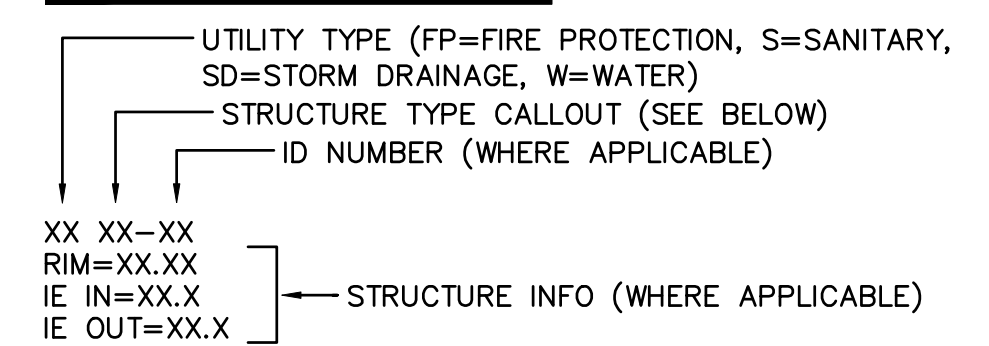 UTILITY TYPE (FP=FIRE PROTECTION, S=SANITARY,
SD=STORM DRAINAGE, W=WATER)
STRUCTURE TYPE CALLOUT (SEE BELOW)
ID NUMBER (WHERE APPLICABLE)
XX XX-XX
RIM=XX.XX
IE IN=XX.X
IE OUT=XX.X
STRUCTURE INFO (WHERE APPLICABLE)